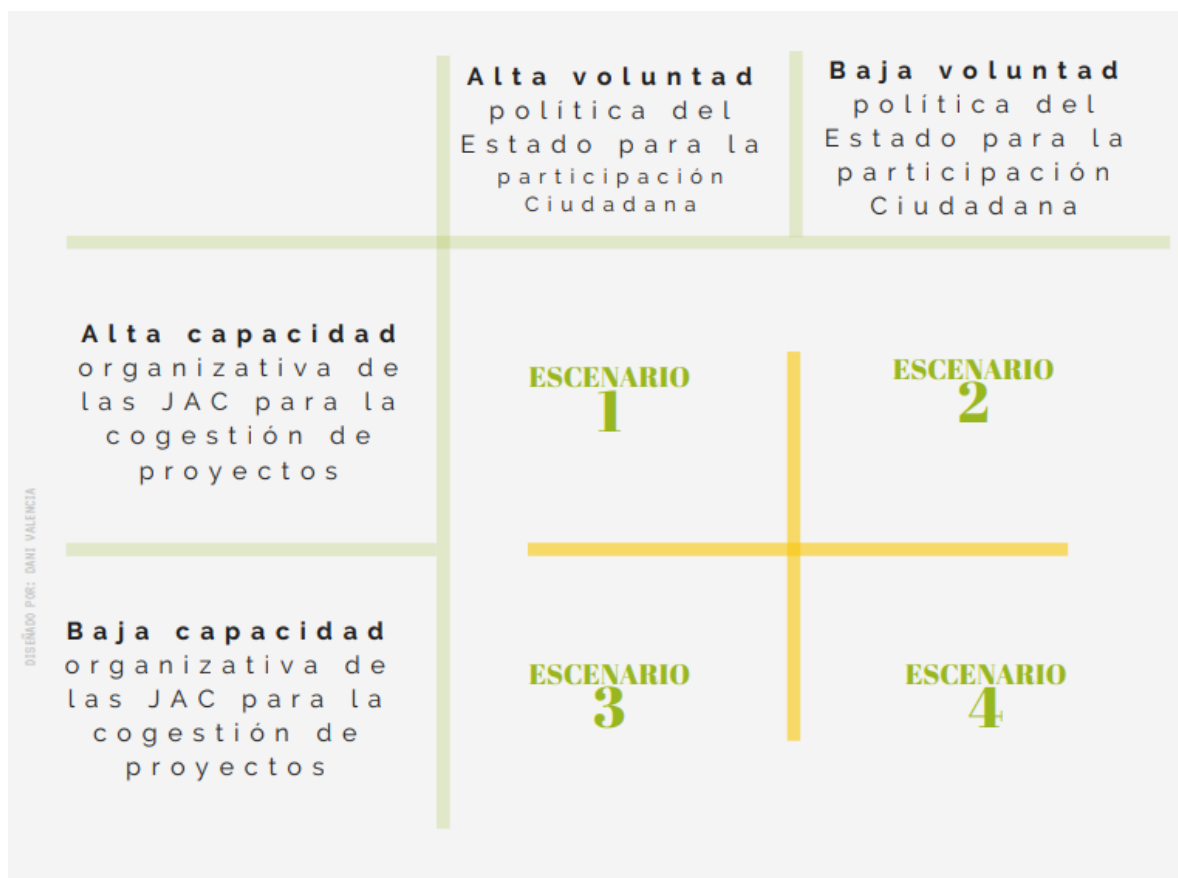 Alta voluntad
política del
Estado para la
participación
Ciudadana
Baja voluntad
política del
Estado para la
participación
Ciudadana
Alta capacidad
organizativa de
las JAC para la
cogestión de
proyectos
ESCENARIO
1
ESCENARIO
2
Baja capacidad
organizativa de
las JAC para la
cogestión de
proyectos
ESCENARIO
3
ESCENARIO
4
DISEÑADO POR: DANI VALENCIA